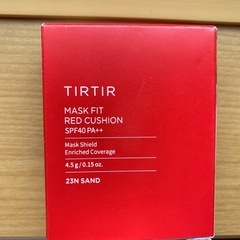 TIRTIR
MASK FIT
RED CUSHION
SPF40 PA++
Mask Shield
Enriched Coverage
4.5 g / 0.15 oz.
23N SAND